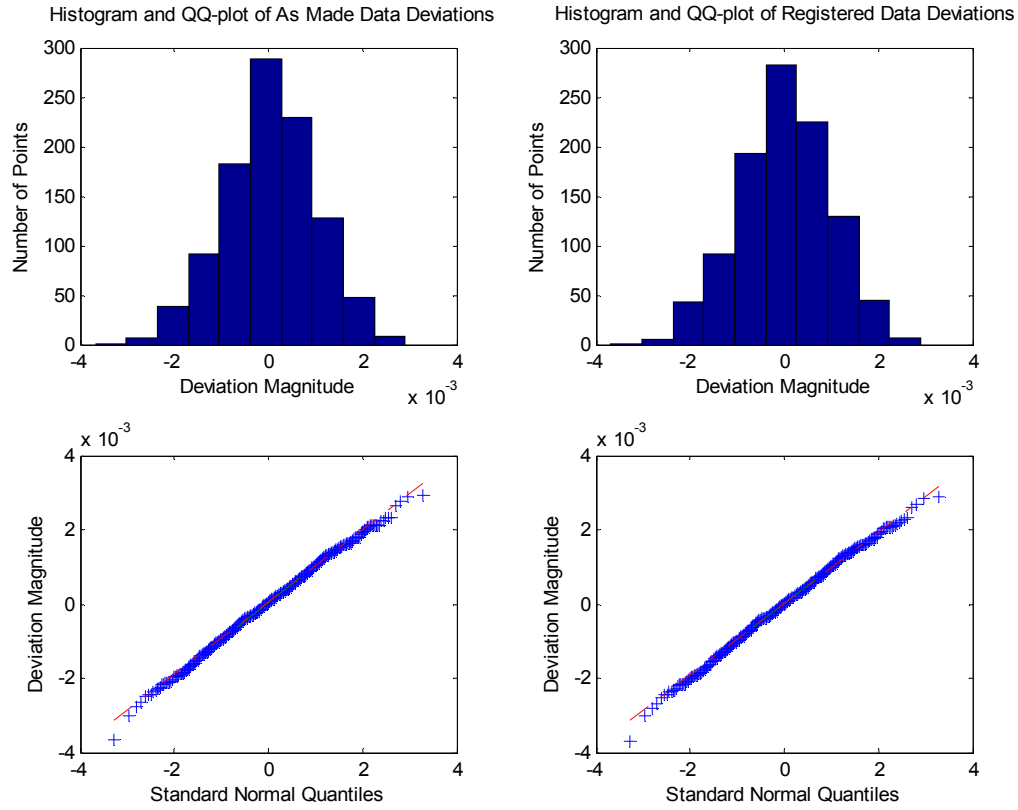 Histogram and QQ-plot of As Made Data Deviations
300
250
200
150
100
50
0
Number of Points
-4 -2 0 2 4
Deviation Magnitude
x 10^-3
Histogram and QQ-plot of Registered Data Deviations
300
250
200
150
100
50
0
Number of Points
-4 -2 0 2 4
Deviation Magnitude
x 10^-3
x 10^-3
4
2
0
-2
-4
Deviation Magnitude
-4 -2 0 2 4
Standard Normal Quantiles
x 10^-3
4
2
0
-2
-4
Deviation Magnitude
-4 -2 0 2 4
Standard Normal Quantiles